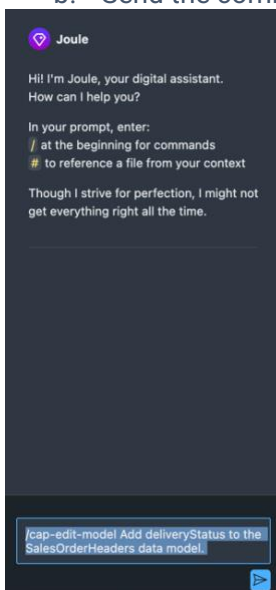 b. Send the com
Joule
Hi! I'm Joule, your digital assistant.
How can I help you?
In your prompt, enter:
/ at the beginning for commands
# to reference a file from your context
Though I strive for perfection, I might not
get everything right all the time.
/cap-edit-model Add deliveryStatus to the
SalesOrderHeaders data model.